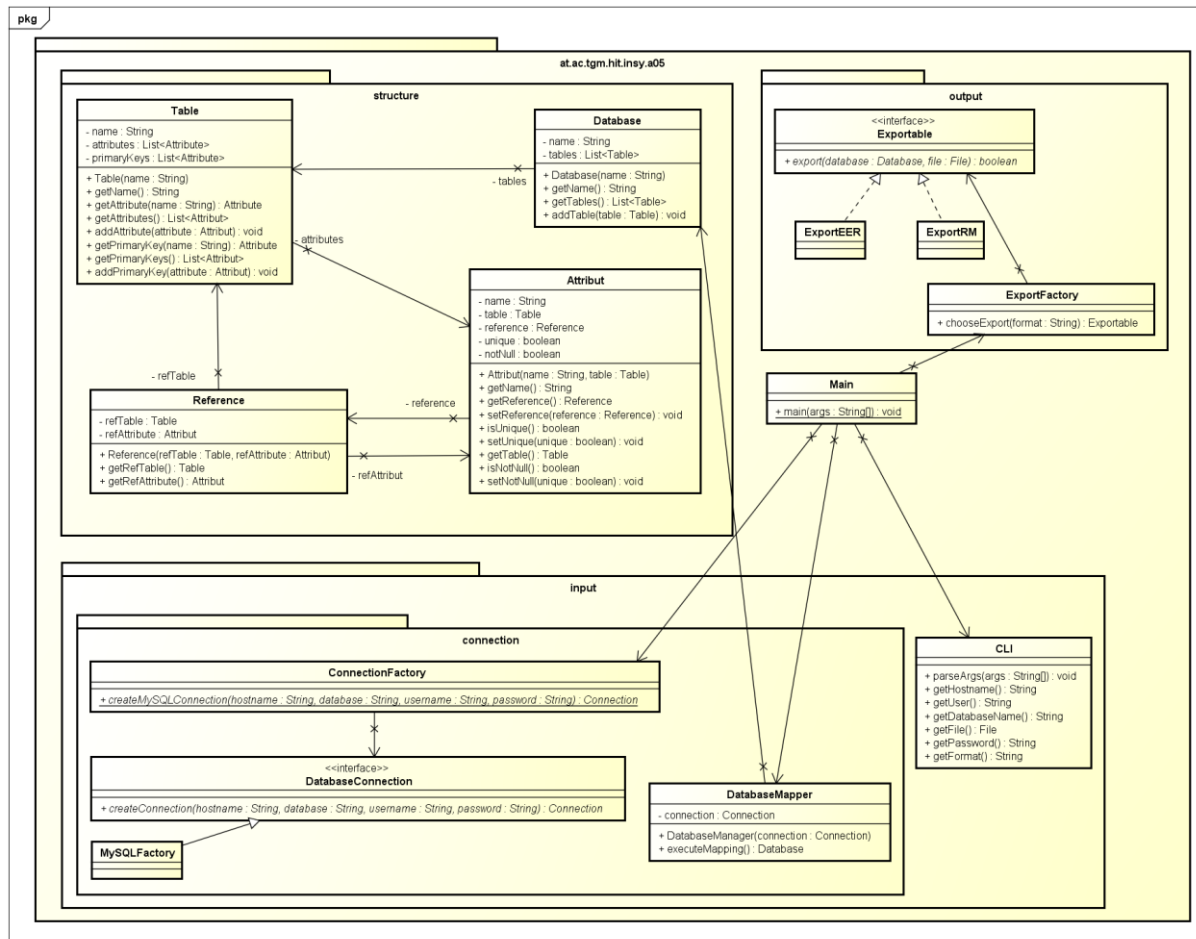 pkg
at.ac.tgm.hit.insy.a05
structure
Table
- name : String
- attributes : List<Attribute>
- primaryKeys : List<Attribute>
+ Table(name : String)
+ getName() : String
+ getAttribute(name : String) : Attribute
+ getAttributes() : List<Attribut>
+ addAttribute(attribute : Attribut) : void
+ getPrimaryKey(name : String) : Attribute
+ getPrimaryKeys() : List<Attribut>
+ addPrimaryKey(attribute : Attribut) : void
Database
- name : String
- tables : List<Table>
+ Database(name : String)
+ getName() : String
+ getTables() : List<Table>
+ addTable(table : Table) : void
- tables
- attributes
Attribut
- name : String
- table : Table
- reference : Reference
- unique : boolean
- notNull : boolean
+ Attribut(name : String, table : Table)
+ getName() : String
+ getReference() : Reference
+ setReference(reference : Reference) : void
+ isUnique() : boolean
+ setUnique(unique : boolean) : void
+ getTable() : Table
+ isNotNull() : boolean
+ setNotNull(unique : boolean) : void
- refTable
- reference
- refAttribut
Reference
- refTable : Table
- refAttribute : Attribut
+ Reference(refTable : Table, refAttribute : Attribut)
+ getRefTable() : Table
+ getRefAttribute() : Attribut
output
<<interface>>
Exportable
+ export(database : Database, file : File) : boolean
ExportEER
ExportRM
ExportFactory
+ chooseExport(format : String) : Exportable
Main
+ main(args : String[]) : void
input
connection
ConnectionFactory
+ createMySQLConnection(hostname : String, database : String, username : String, password : String) : Connection
<<interface>>
DatabaseConnection
+ createConnection(hostname : String, database : String, username : String, password : String) : Connection
MySQLFactory
DatabaseMapper
- connection : Connection
+ DatabaseManager(connection : Connection)
+ executeMapping() : Database
CLI
+ parseArgs(args : String[]) : void
+ getHostname() : String
+ getUser() : String
+ getDatabaseName() : String
+ getFile() : File
+ getPassword() : String
+ getFormat() : String